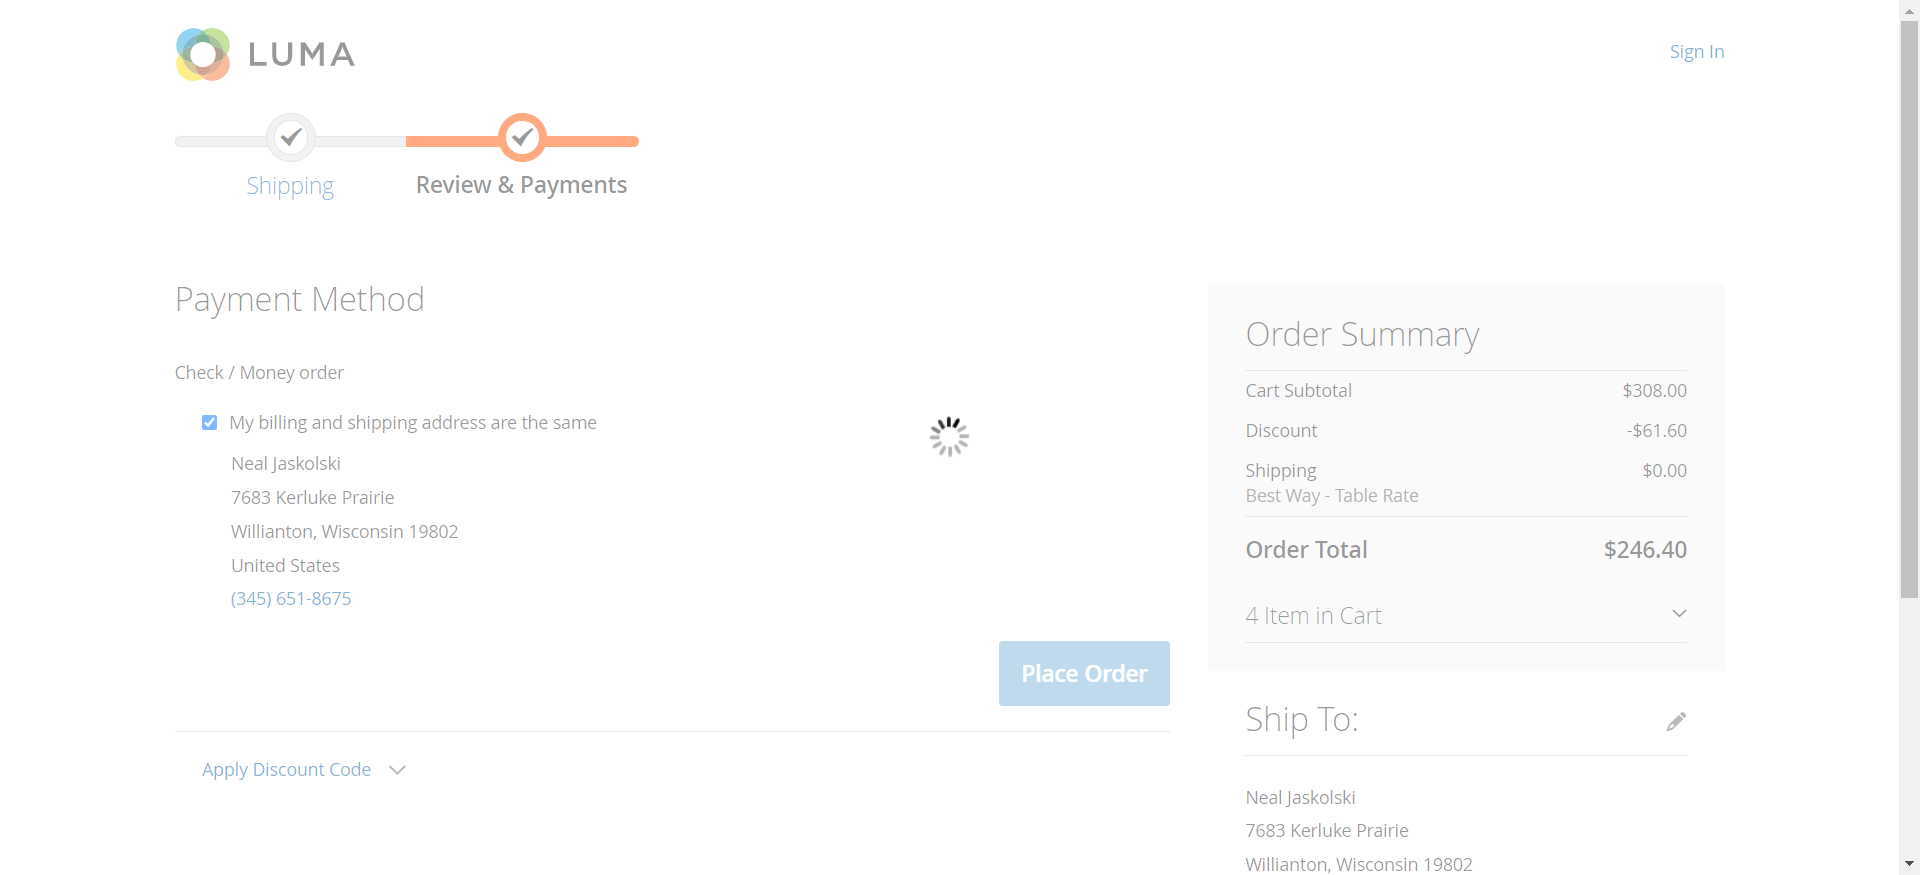 LUMA
Sign In
Shipping
Review & Payments
Payment Method
Check / Money order
My billing and shipping address are the same
Neal Jaskolski
7683 Kerluke Prairie
Willianton, Wisconsin 19802
United States
(345) 651-8675
Place Order
Apply Discount Code
Order Summary
Cart Subtotal $308.00
Discount -$61.60
Shipping $0.00
Best Way - Table Rate
Order Total $246.40
4 Item in Cart
Ship To:
Neal Jaskolski
7683 Kerluke Prairie
Willianton, Wisconsin 19802